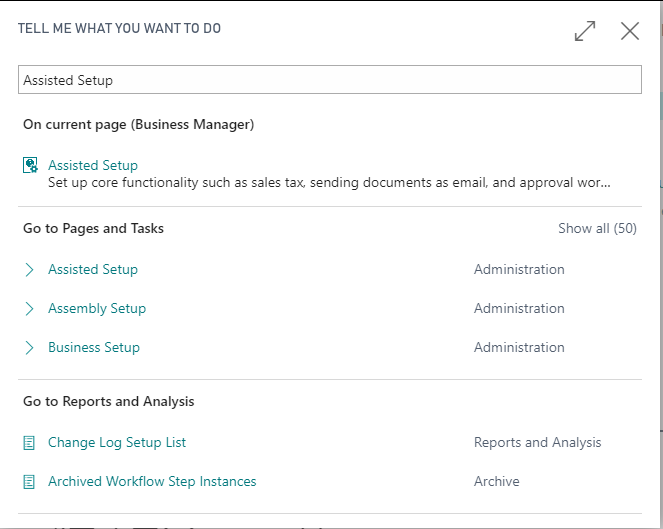 TELL ME WHAT YOU WANT TO DO
Assisted Setup
On current page (Business Manager)
Assisted Setup
Set up core functionality such as sales tax, sending documents as email, and approval wor...
Go to Pages and Tasks Show all (50)
Assisted Setup Administration
Assembly Setup Administration
Business Setup Administration
Go to Reports and Analysis
Change Log Setup List Reports and Analysis
Archived Workflow Step Instances Archive